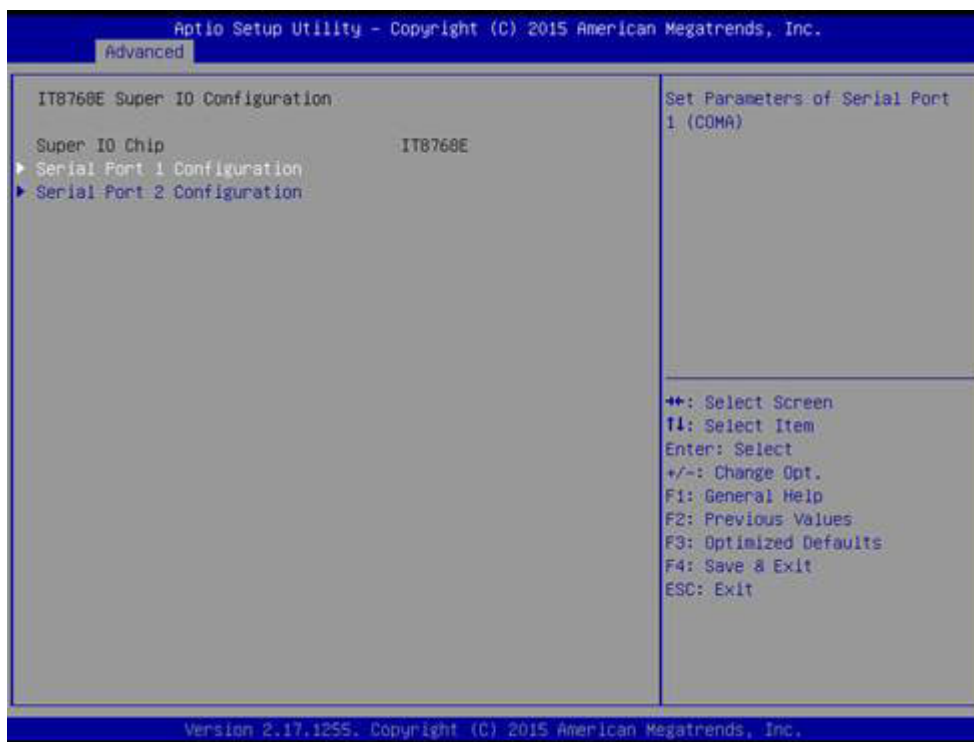 Aptio Setup Utility – Copyright (C) 2015 American Megatrends, Inc.
Advanced
IT8768E Super IO Configuration
Super IO Chip IT8768E
Serial Port 1 Configuration
Serial Port 2 Configuration
Set Parameters of Serial Port
1 (COMA)
→←: Select Screen
↑↓: Select Item
Enter: Select
+/-: Change Opt.
F1: General Help
F2: Previous Values
F3: Optimized Defaults
F4: Save & Exit
ESC: Exit
Version 2.17.1255. Copyright (C) 2015 American Megatrends, Inc.